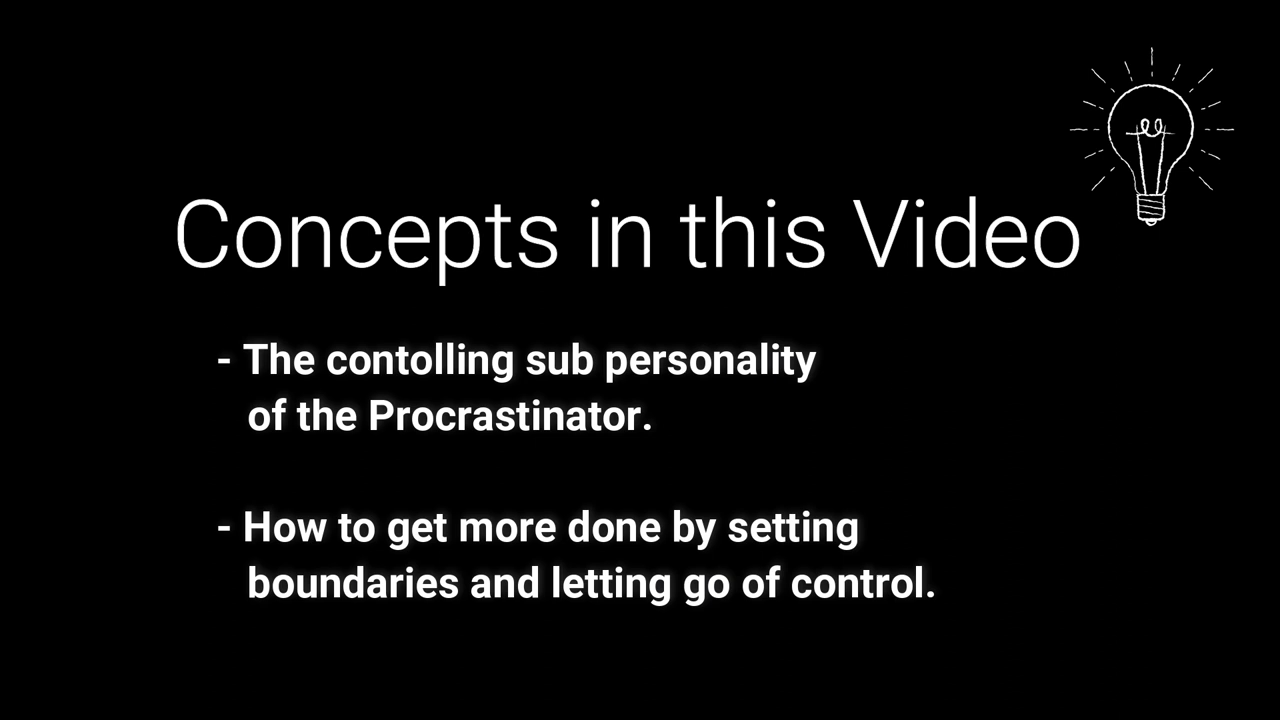 Concepts in this Video
- The contolling sub personality
of the Procrastinator.
- How to get more done by setting
boundaries and letting go of control.